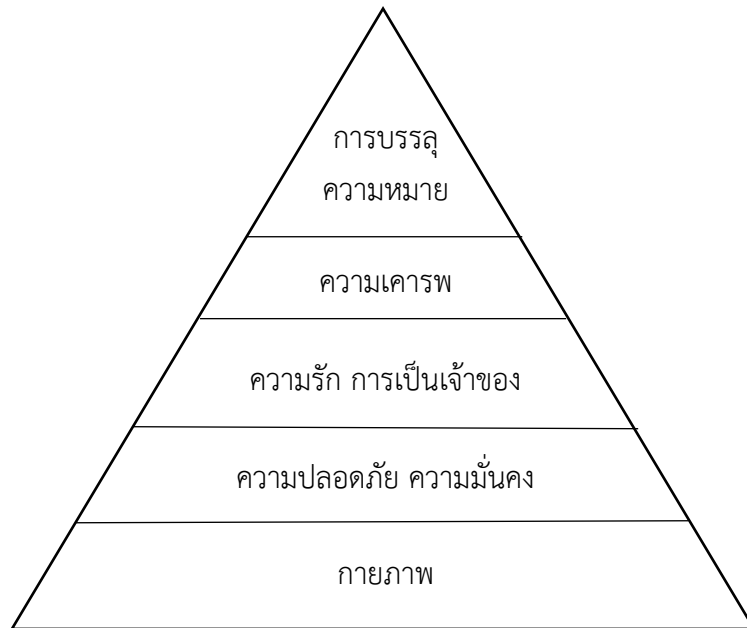 การบรรลุ
ความหมาย
ความเคารพ
ความรัก การเป็นเจ้าของ
ความปลอดภัย ความมั่นคง
กายภาพ